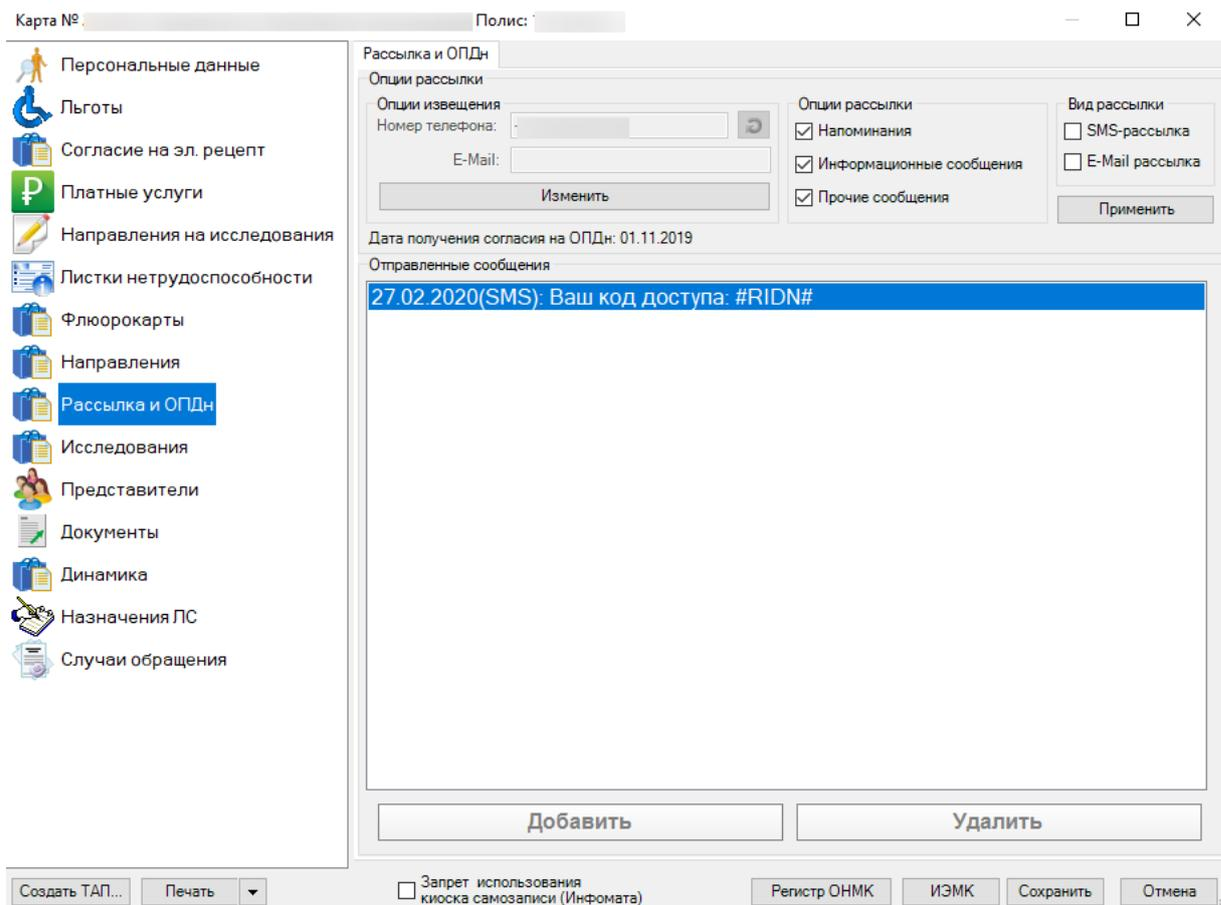 Карта №
Полис:
Персональные данные
Льготы
Согласие на эл. рецепт
Платные услуги
Направления на исследования
Листки нетрудоспособности
Флюорокарты
Направления
Рассылка и ОПДн
Исследования
Представители
Документы
Динамика
Назначения ЛС
Случаи обращения
Рассылка и ОПДн
Опции рассылки
Опции извещения
Номер телефона:
E-Mail:
Изменить
Опции рассылки
Напоминания
Информационные сообщения
Прочие сообщения
Вид рассылки
SMS-рассылка
E-Mail рассылка
Применить
Дата получения согласия на ОПДн: 01.11.2019
Отправленные сообщения
27.02.2020(SMS): Ваш код доступа: #RIDN#
Добавить
Удалить
Создать ТАП...
Печать
Запрет использования
киоска самозаписи (Инфомата)
Регистр ОНМК
ИЭМК
Сохранить
Отмена